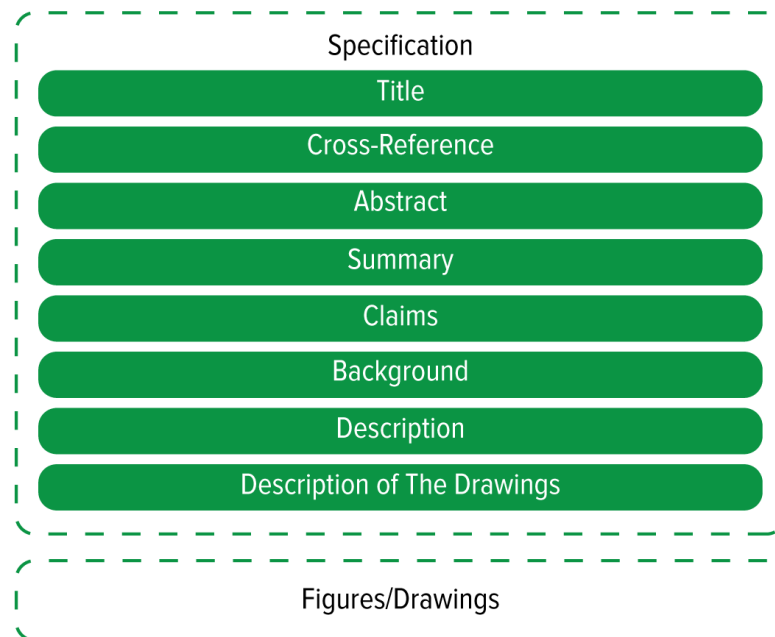 Specification
Title
Cross-Reference
Abstract
Summary
Claims
Background
Description
Description of The Drawings
Figures/Drawings